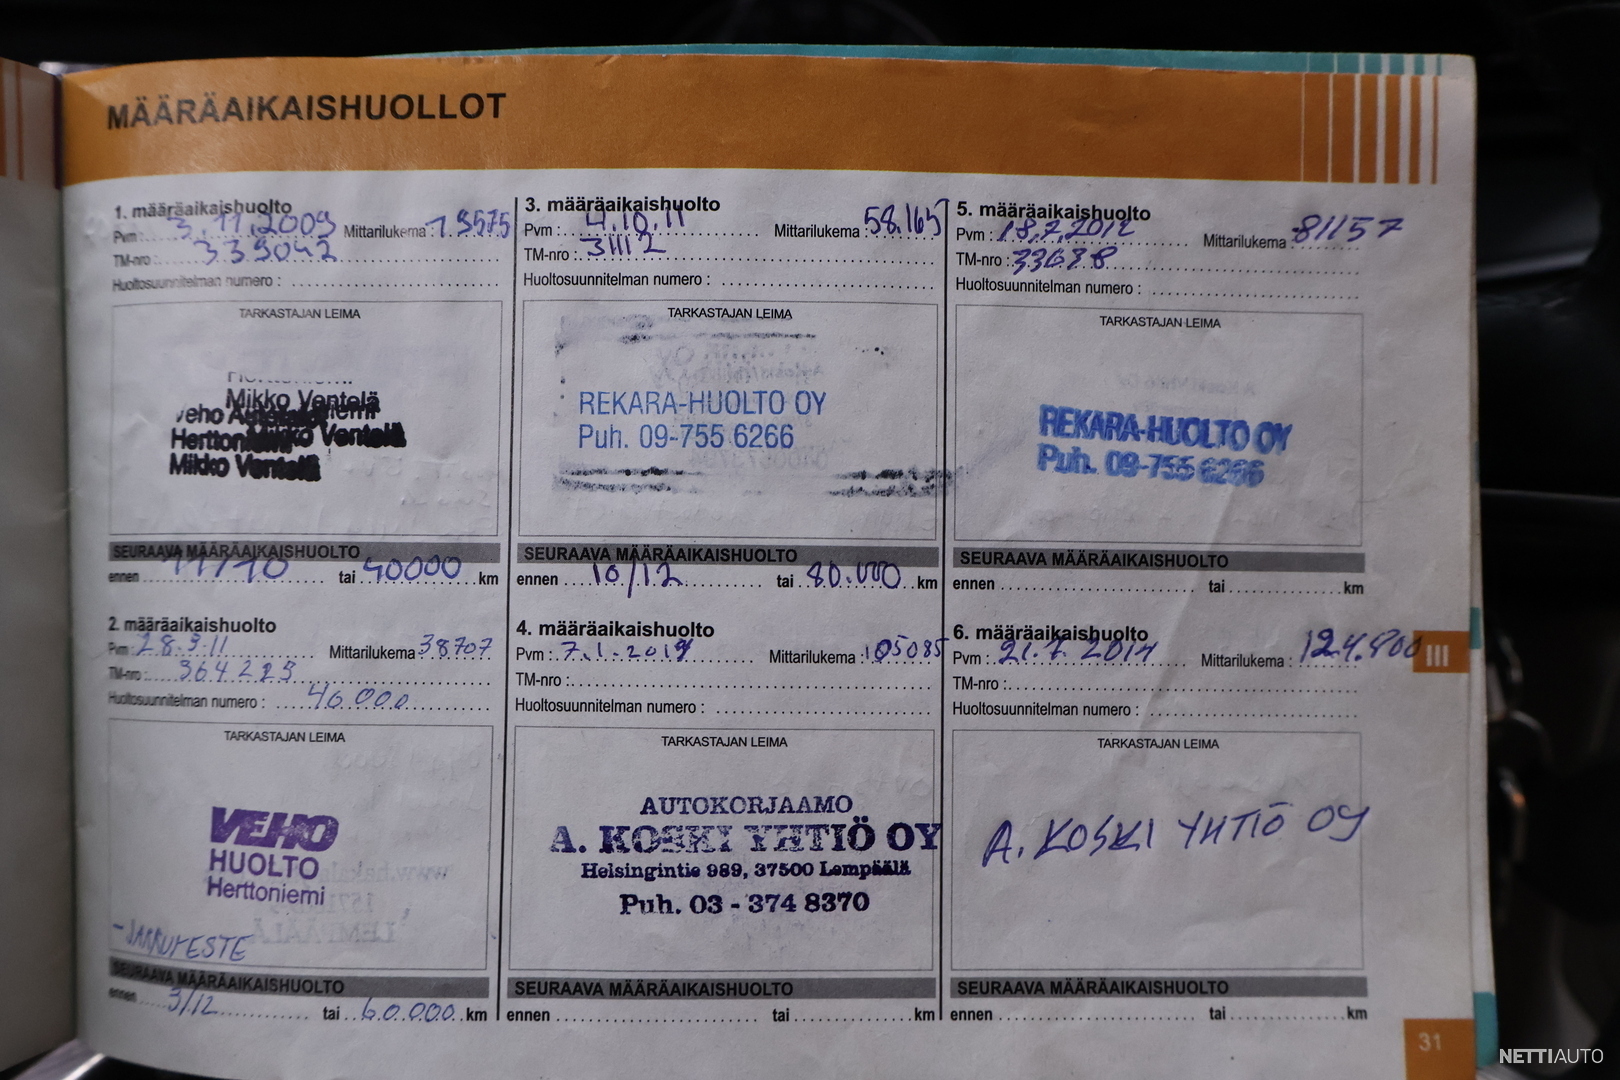 MÄÄRÄAIKAISHUOLLOT
1. määräaikaishuolto
Pvm: 3.11.2009 Mittarilukema: 19575
TM-nro: 339042
Huoltosuunnitelman numero :
TARKASTAJAN LEIMA
Mikko Ventelä
Veho
Herttoniemi Mikko Ventelä
Mikko Ventelä
SEURAAVA MÄÄRÄAIKAISHUOLTO
ennen 11/10 tai 40000 km
2. määräaikaishuolto
Pvm: 28.3.11 Mittarilukema 38707
TM-nro: 364223
Huoltosuunnitelman numero : 40.000
TARKASTAJAN LEIMA
VEHO
HUOLTO
Herttoniemi
-JARRUNESTE
SEURAAVA MÄÄRÄAIKAISHUOLTO
ennen 3/12 tai 60.000 km
3. määräaikaishuolto
Pvm : 4.10.11 Mittarilukema : 58.165
TM-nro : 31112
Huoltosuunnitelman numero :
TARKASTAJAN LEIMA
REKARA-HUOLTO OY
Puh. 09-755 6266
SEURAAVA MÄÄRÄAIKAISHUOLTO
ennen 10/12 tai 80.000 km
4. määräaikaishuolto
Pvm : 7.1.2014 Mittarilukema : 105085
TM-nro :
Huoltosuunnitelman numero :
TARKASTAJAN LEIMA
AUTOKORJAAMO
A. KOSKI YHTIÖ OY
Helsingintie 989, 37500 Lempäälä
Puh. 03 - 374 8370
SEURAAVA MÄÄRÄAIKAISHUOLTO
ennen tai km
5. määräaikaishuolto
Pvm : 18.7.2012 Mittarilukema : 81157
TM-nro : 33678
Huoltosuunnitelman numero :
TARKASTAJAN LEIMA
REKARA-HUOLTO OY
Puh. 09-755 6266
SEURAAVA MÄÄRÄAIKAISHUOLTO
ennen tai km
6. määräaikaishuolto
Pvm : 21.7.2014 Mittarilukema : 124.800
TM-nro :
Huoltosuunnitelman numero :
TARKASTAJAN LEIMA
A. KOSKI YHTIÖ OY
SEURAAVA MÄÄRÄAIKAISHUOLTO
ennen tai km
III
31
NETTIAUTO